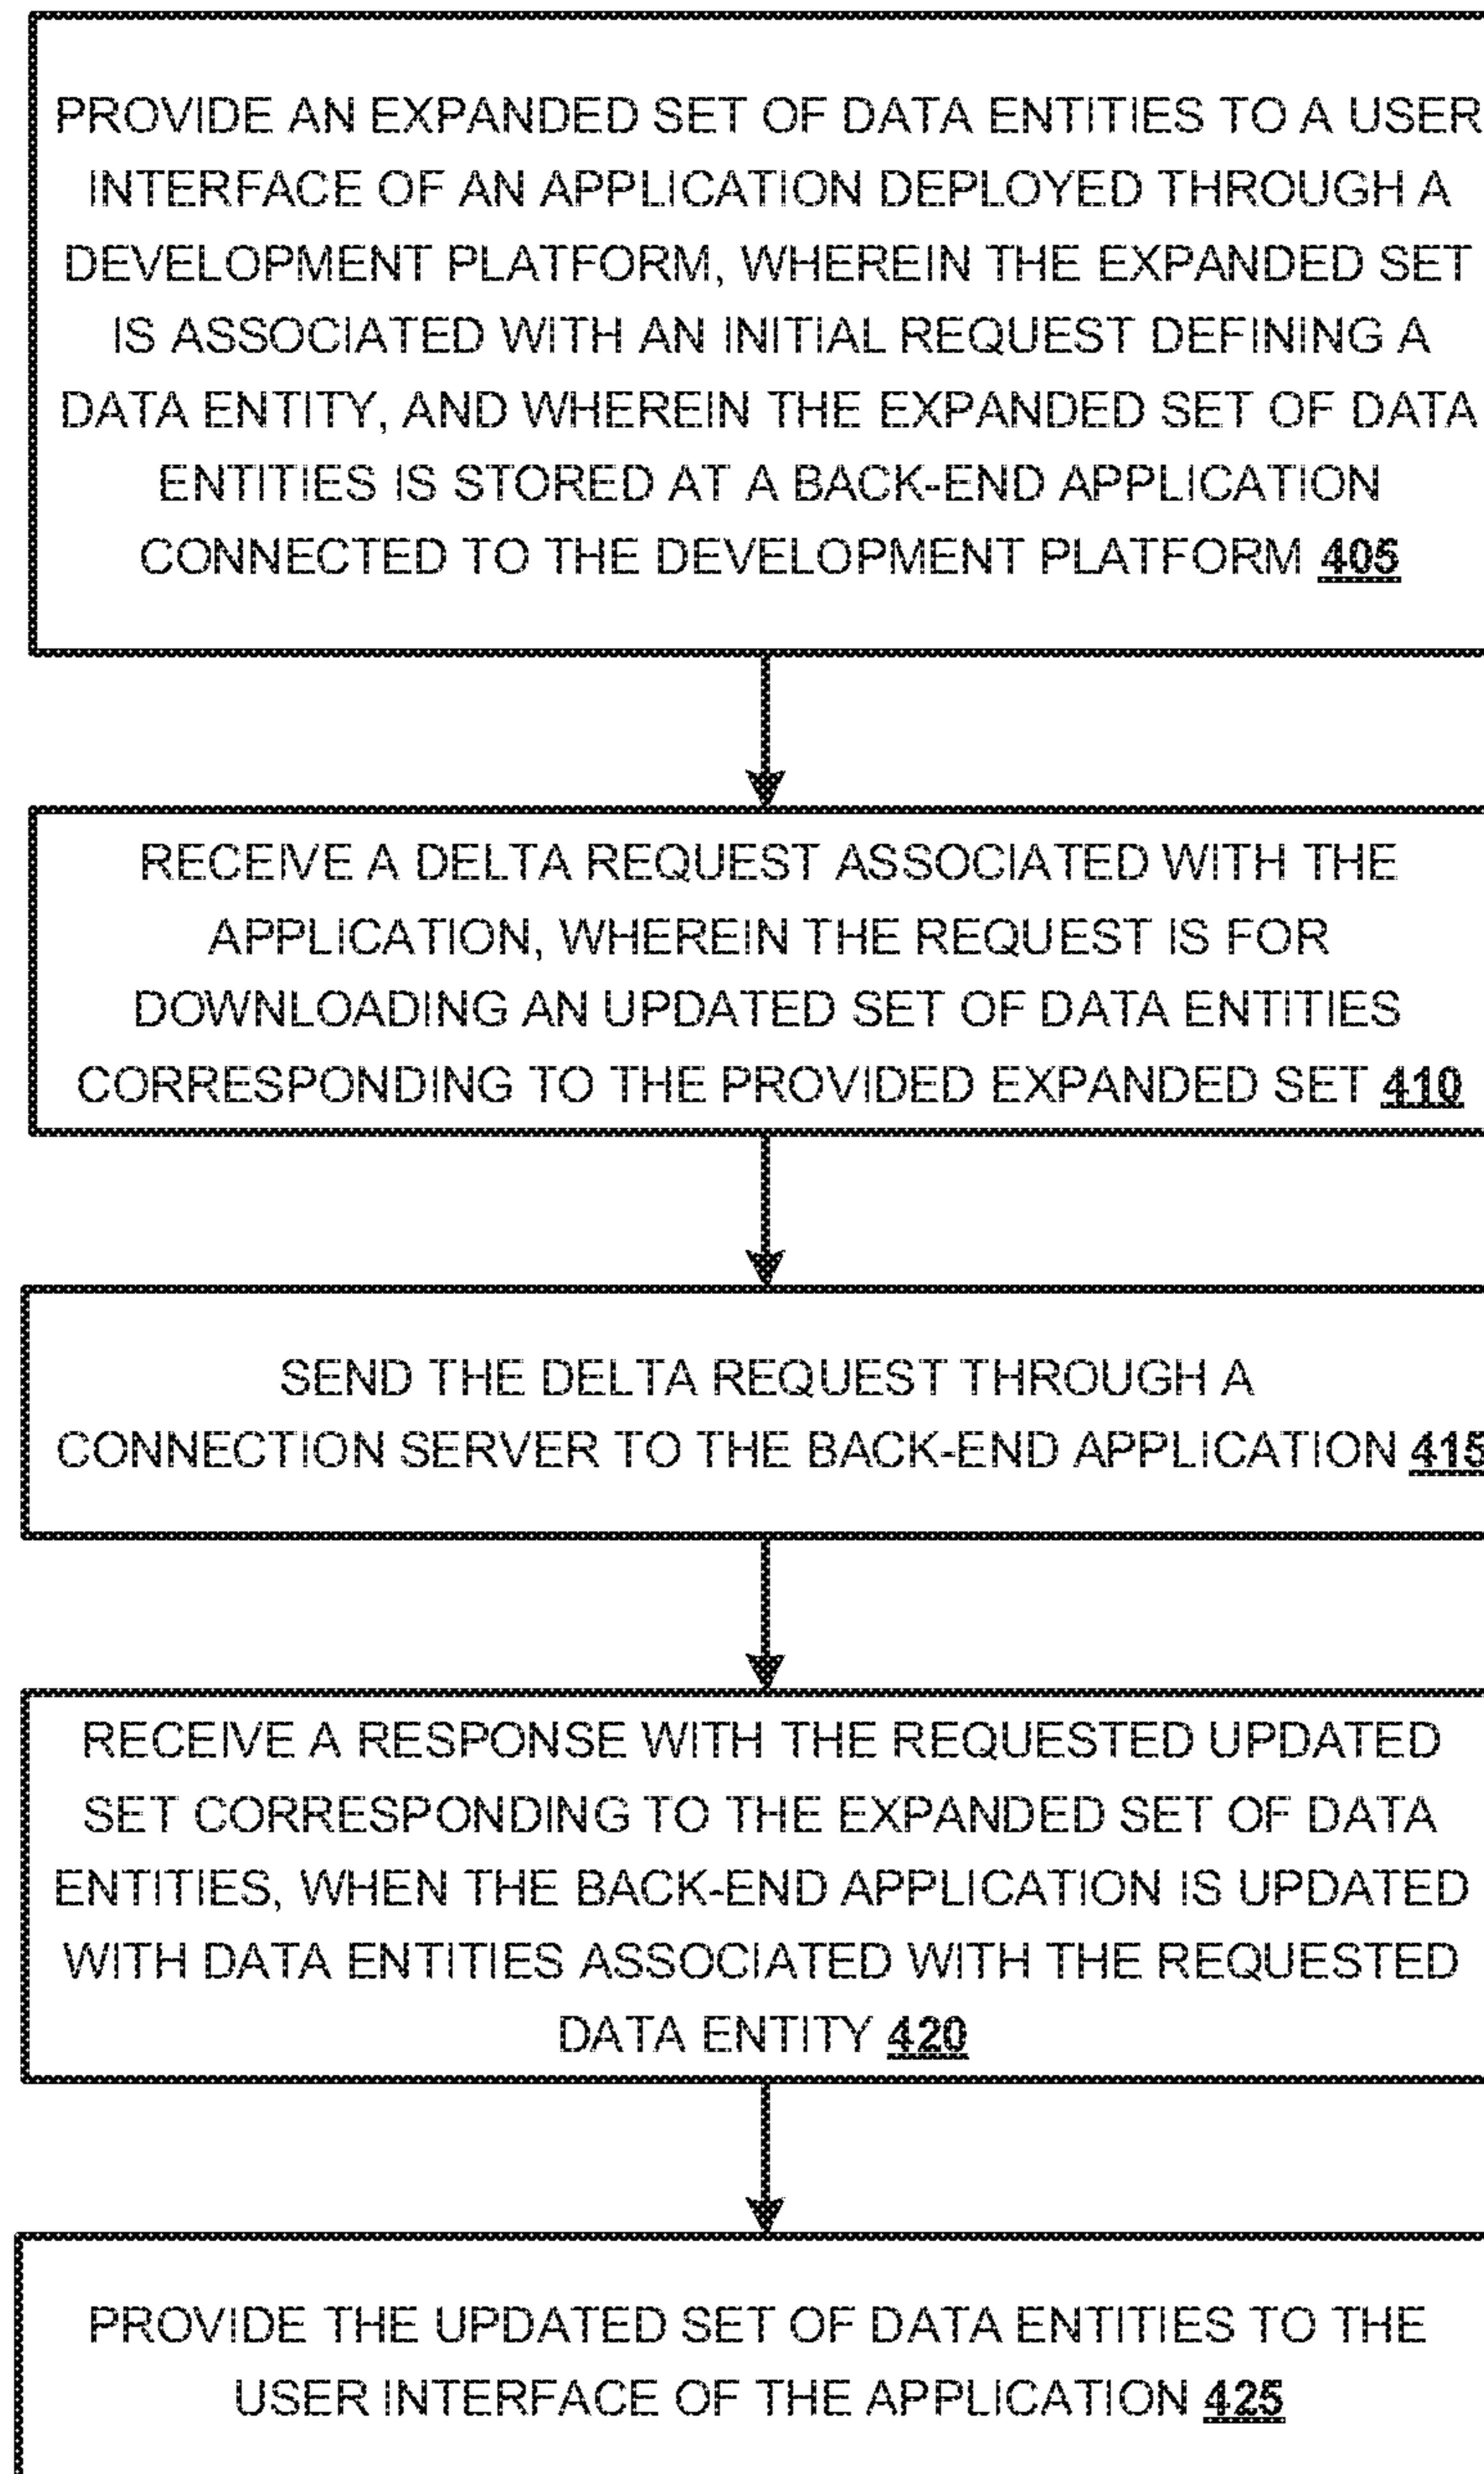 PROVIDE AN EXPANDED SET OF DATA ENTITIES TO A USER
INTERFACE OF AN APPLICATION DEPLOYED THROUGH A
DEVELOPMENT PLATFORM, WHEREIN THE EXPANDED SET
IS ASSOCIATED WITH AN INITIAL REQUEST DEFINING A
DATA ENTITY, AND WHEREIN THE EXPANDED SET OF DATA
ENTITIES IS STORED AT A BACK-END APPLICATION
CONNECTED TO THE DEVELOPMENT PLATFORM 405
RECEIVE A DELTA REQUEST ASSOCIATED WITH THE
APPLICATION, WHEREIN THE REQUEST IS FOR
DOWNLOADING AN UPDATED SET OF DATA ENTITIES
CORRESPONDING TO THE PROVIDED EXPANDED SET 410
SEND THE DELTA REQUEST THROUGH A
CONNECTION SERVER TO THE BACK-END APPLICATION 415
RECEIVE A RESPONSE WITH THE REQUESTED UPDATED
SET CORRESPONDING TO THE EXPANDED SET OF DATA
ENTITIES, WHEN THE BACK-END APPLICATION IS UPDATED
WITH DATA ENTITIES ASSOCIATED WITH THE REQUESTED
DATA ENTITY 420
PROVIDE THE UPDATED SET OF DATA ENTITIES TO THE
USER INTERFACE OF THE APPLICATION 425